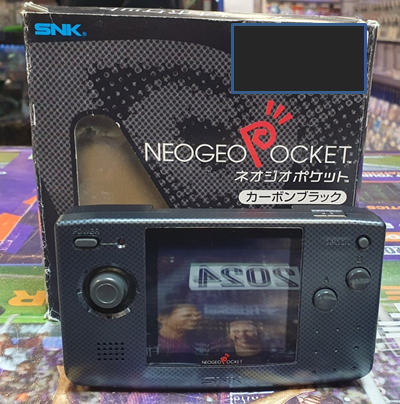 SNK®
NEOGEO POCKET™
ネオジオポケット
カーボンブラック
POWER
2024
NEOGEO POCKET